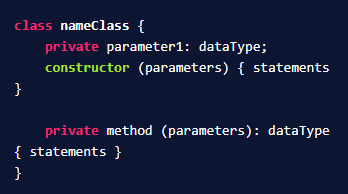 class nameClass {
    private parameter1: dataType;
    constructor (parameters) { statements
}

    private method (parameters): dataType
{ statements }
}